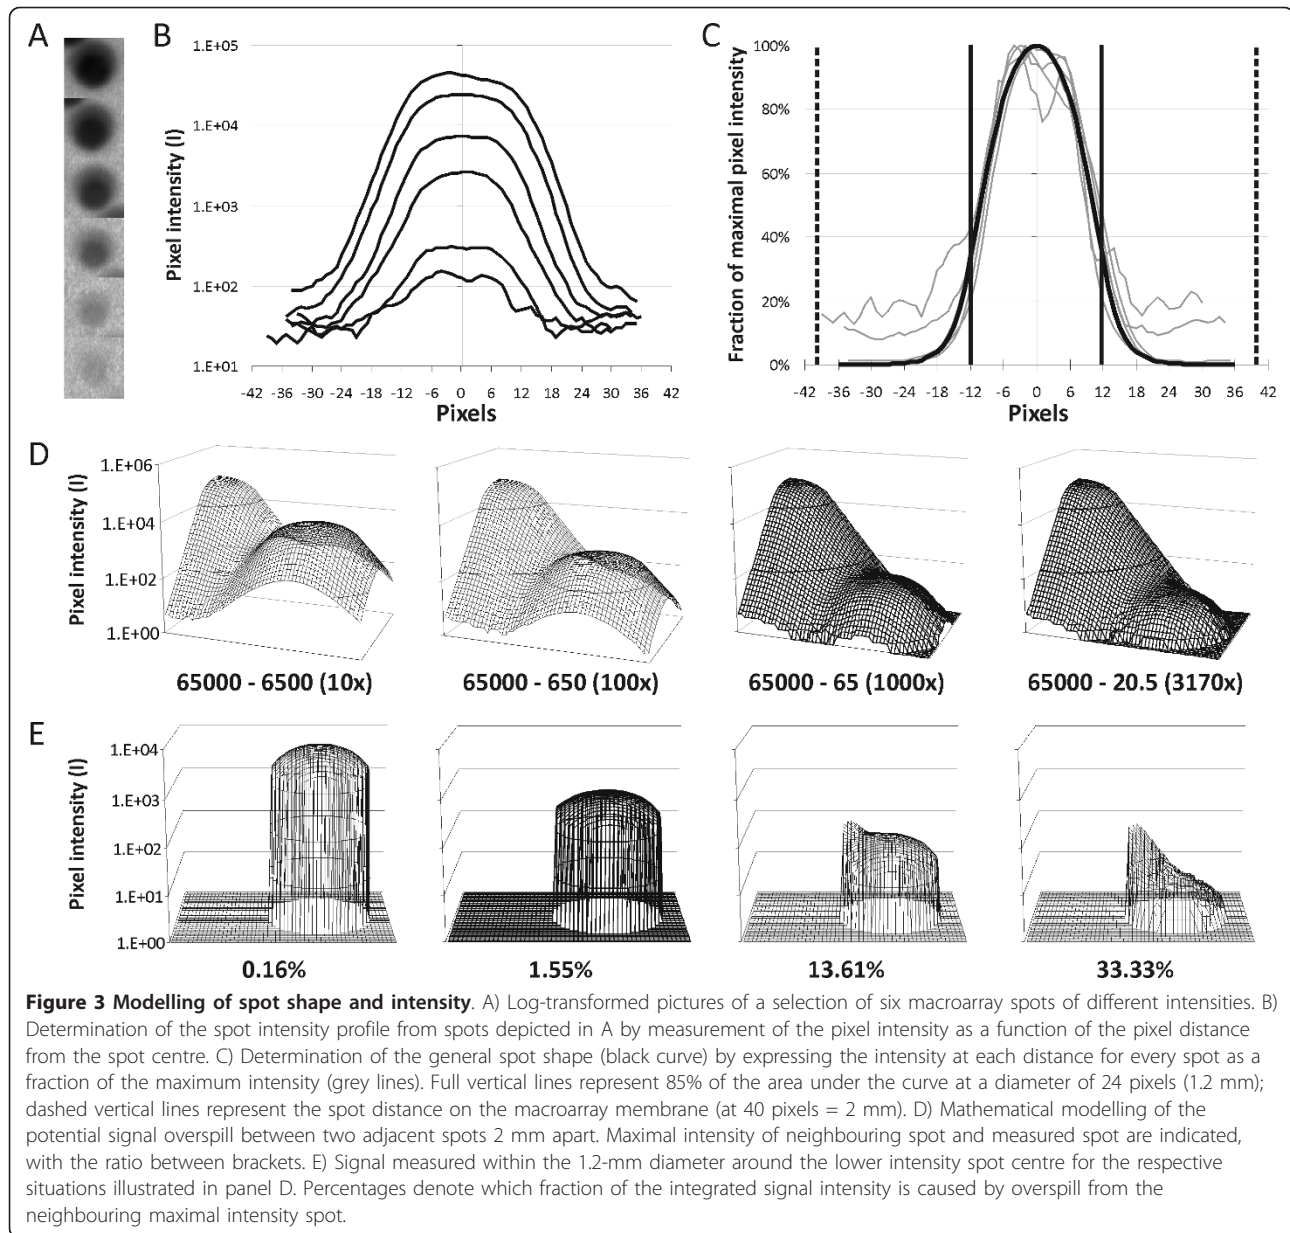 A
B
C
1.E+05
1.E+04
1.E+03
1.E+02
1.E+01
Pixel intensity (I)
-42 -36 -30 -24 -18 -12 -6 0 6 12 18 24 30 36 42
Pixels
100%
80%
60%
40%
20%
0%
Fraction of maximal pixel intensity
-42 -36 -30 -24 -18 -12 -6 0 6 12 18 24 30 36 42
Pixels
D
1.E+06
1.E+04
1.E+02
1.E+00
Pixel intensity (I)
65000 - 6500 (10x) 65000 - 650 (100x) 65000 - 65 (1000x) 65000 - 20.5 (3170x)
E
1.E+04
1.E+03
1.E+02
1.E+01
1.E+00
Pixel intensity (I)
0.16% 1.55% 13.61% 33.33%
Figure 3 Modelling of spot shape and intensity. A) Log-transformed pictures of a selection of six macroarray spots of different intensities. B)
Determination of the spot intensity profile from spots depicted in A by measurement of the pixel intensity as a function of the pixel distance
from the spot centre. C) Determination of the general spot shape (black curve) by expressing the intensity at each distance for every spot as a
fraction of the maximum intensity (grey lines). Full vertical lines represent 85% of the area under the curve at a diameter of 24 pixels (1.2 mm);
dashed vertical lines represent the spot distance on the macroarray membrane (at 40 pixels = 2 mm). D) Mathematical modelling of the
potential signal overspill between two adjacent spots 2 mm apart. Maximal intensity of neighbouring spot and measured spot are indicated,
with the ratio between brackets. E) Signal measured within the 1.2-mm diameter around the lower intensity spot centre for the respective
situations illustrated in panel D. Percentages denote which fraction of the integrated signal intensity is caused by overspill from the
neighbouring maximal intensity spot.